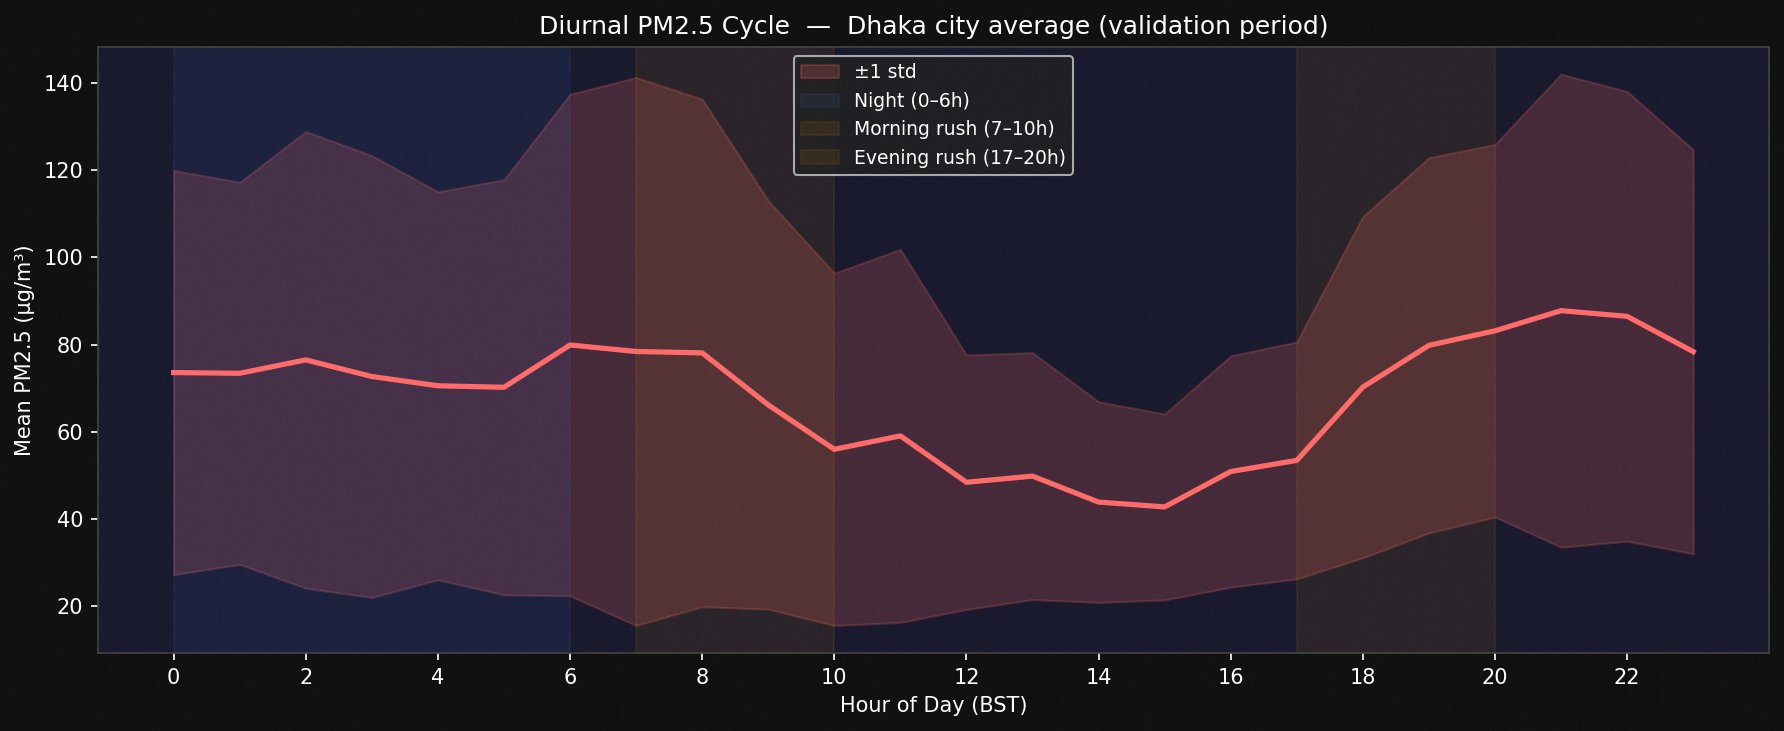 Diurnal PM2.5 Cycle — Dhaka city average (validation period)
±1 std
Night (0–6h)
Morning rush (7–10h)
Evening rush (17–20h)
Mean PM2.5 (µg/m³)
140
120
100
80
60
40
20
0 2 4 6 8 10 12 14 16 18 20 22
Hour of Day (BST)